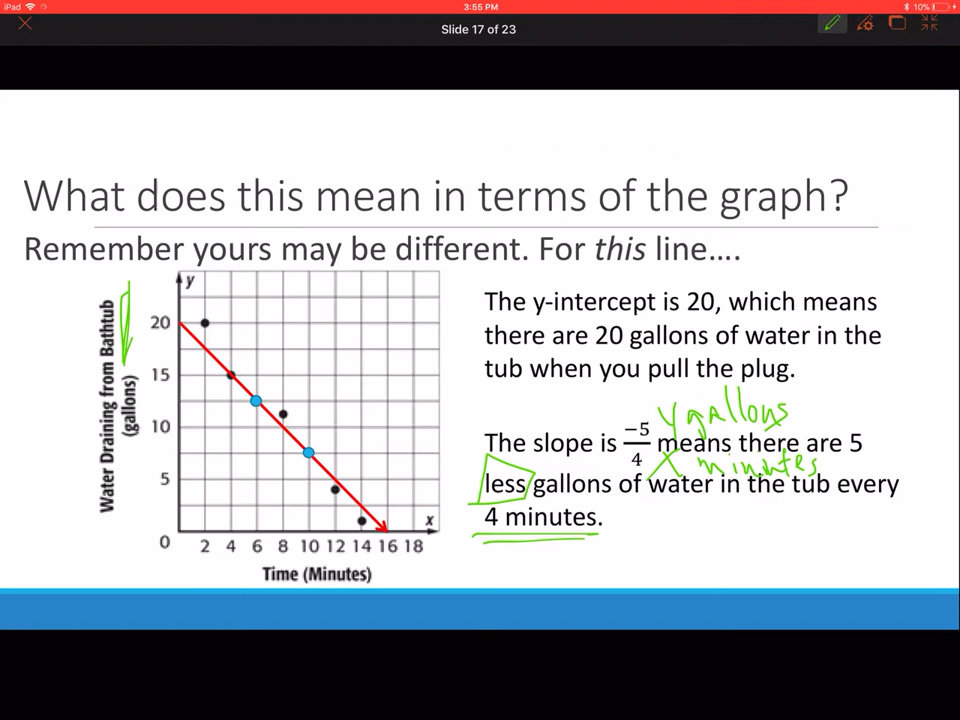 iPad 3:55 PM 10%
Slide 17 of 23
What does this mean in terms of the graph?
Remember yours may be different. For this line....
Water Draining from Bathtub
(gallons)
y
20
15
10
5
0
x
2 4 6 8 10 12 14 16 18
Time (Minutes)
The y-intercept is 20, which means
there are 20 gallons of water in the
tub when you pull the plug.
y gallons
The slope is −5/4 means there are 5
x minutes
less gallons of water in the tub every
4 minutes.